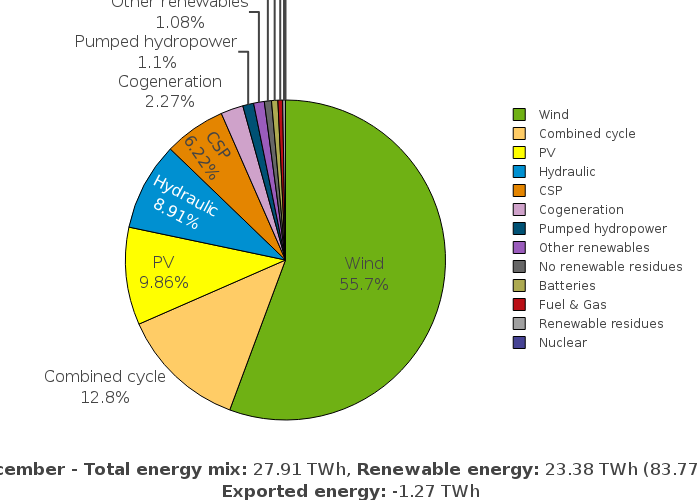 Other renewables
1.08%
Pumped hydropower
1.1%
Cogeneration
2.27%
CSP
6.22%
Hydraulic
8.91%
PV
9.86%
Wind
55.7%
Combined cycle
12.8%
Wind
Combined cycle
PV
Hydraulic
CSP
Cogeneration
Pumped hydropower
Other renewables
No renewable residues
Batteries
Fuel & Gas
Renewable residues
Nuclear
cember - Total energy mix: 27.91 TWh, Renewable energy: 23.38 TWh (83.77
Exported energy: -1.27 TWh